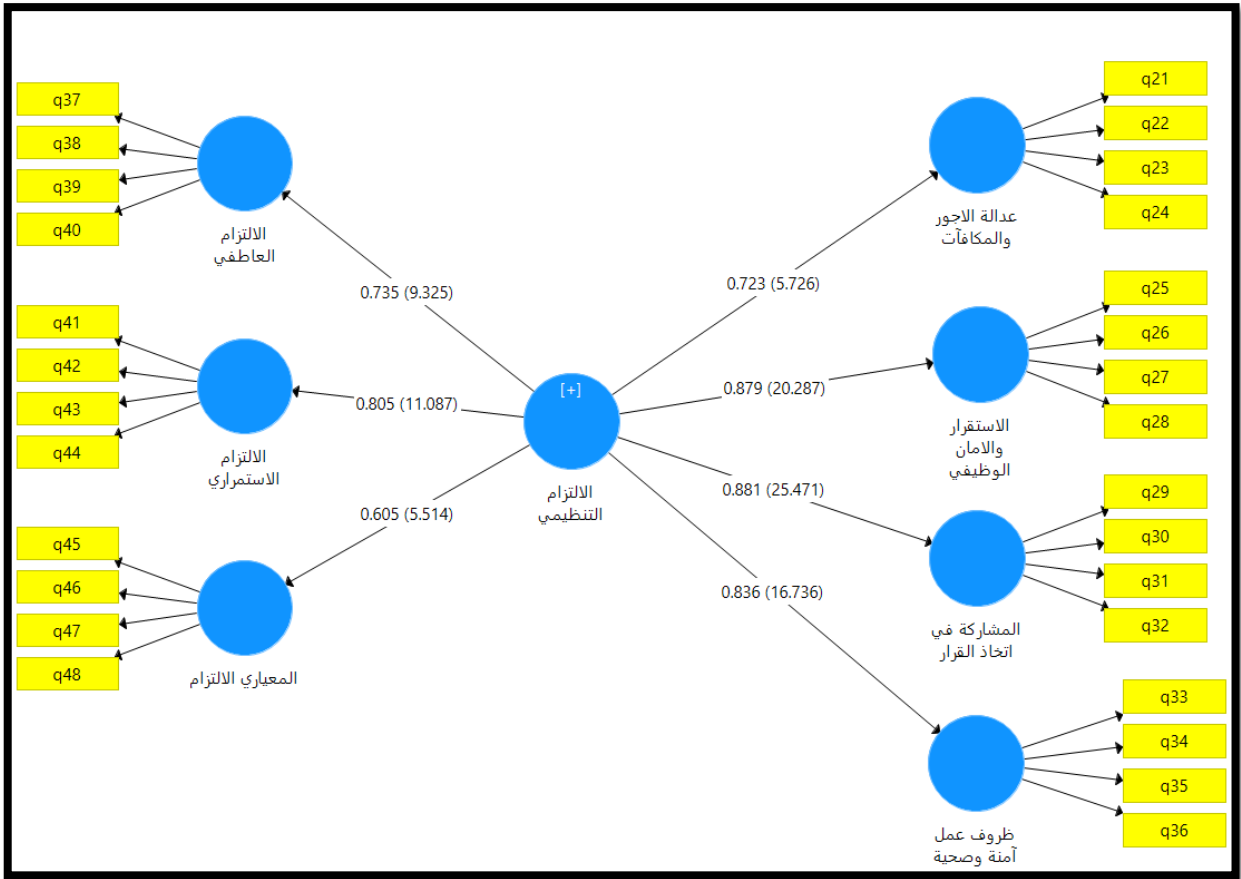 q37
q38
q39
q40
الالتزام
العاطفي
q41
q42
q43
q44
الالتزام
الاستمراري
q45
q46
q47
q48
المعياري الالتزام
0.735 (9.325)
0.805 (11.087)
0.605 (5.514)
[+]
الالتزام
التنظيمي
0.723 (5.726)
0.879 (20.287)
0.881 (25.471)
0.836 (16.736)
q21
q22
q23
q24
عدالة الاجور
والمكافآت
q25
q26
q27
q28
الاستقرار
والامان
الوظيفي
q29
q30
q31
q32
المشاركة في
اتخاذ القرار
q33
q34
q35
q36
ظروف عمل
آمنة وصحية